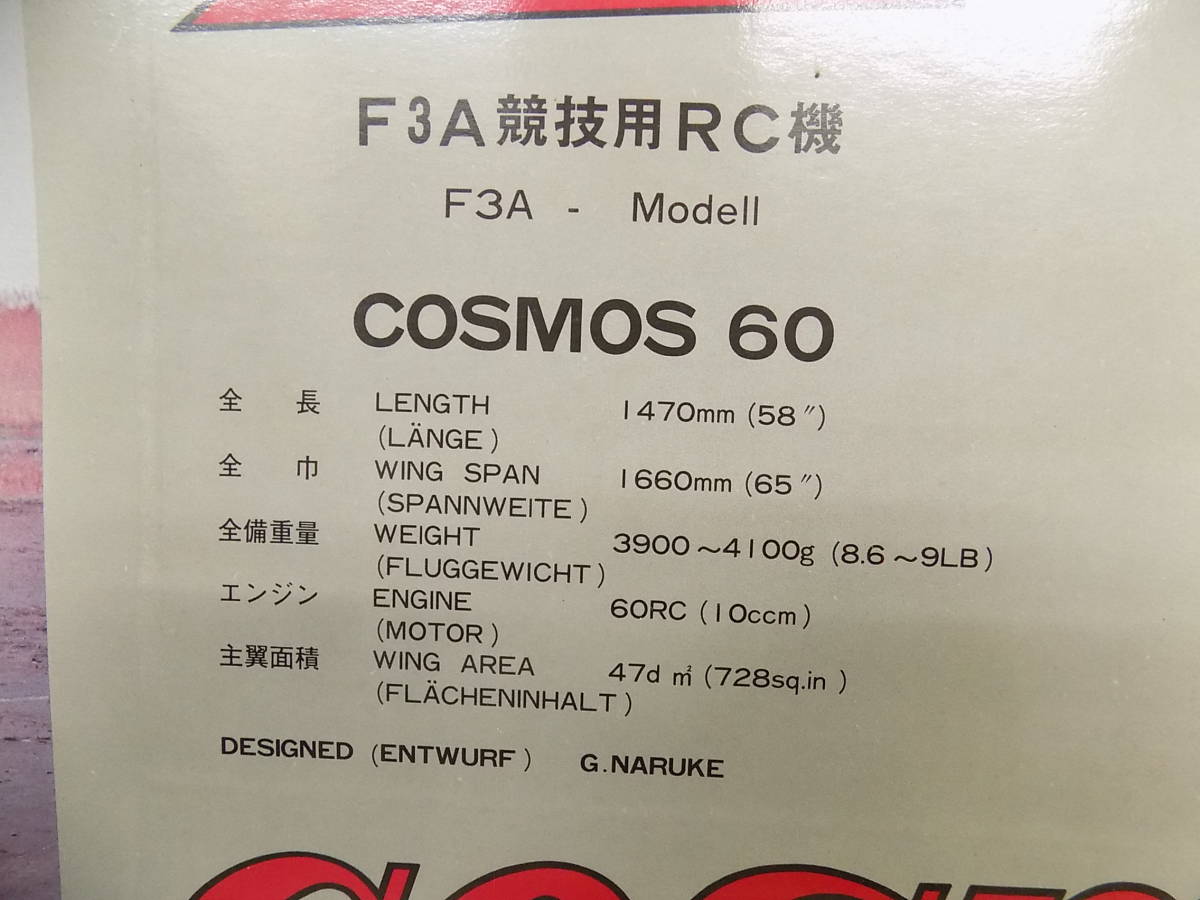 F3A競技用RC機
F3A - Modell
COSMOS 60
全長 LENGTH 1470mm (58″)
(LÄNGE)
全巾 WING SPAN 1660mm (65″)
(SPANNWEITE)
全備重量 WEIGHT 3900～4100g (8.6～9LB)
(FLUGGEWICHT)
エンジン ENGINE 60RC (10ccm)
(MOTOR)
主翼面積 WING AREA 47d㎡ (728sq.in)
(FLÄCHENINHALT)
DESIGNED (ENTWURF) G.NARUKE